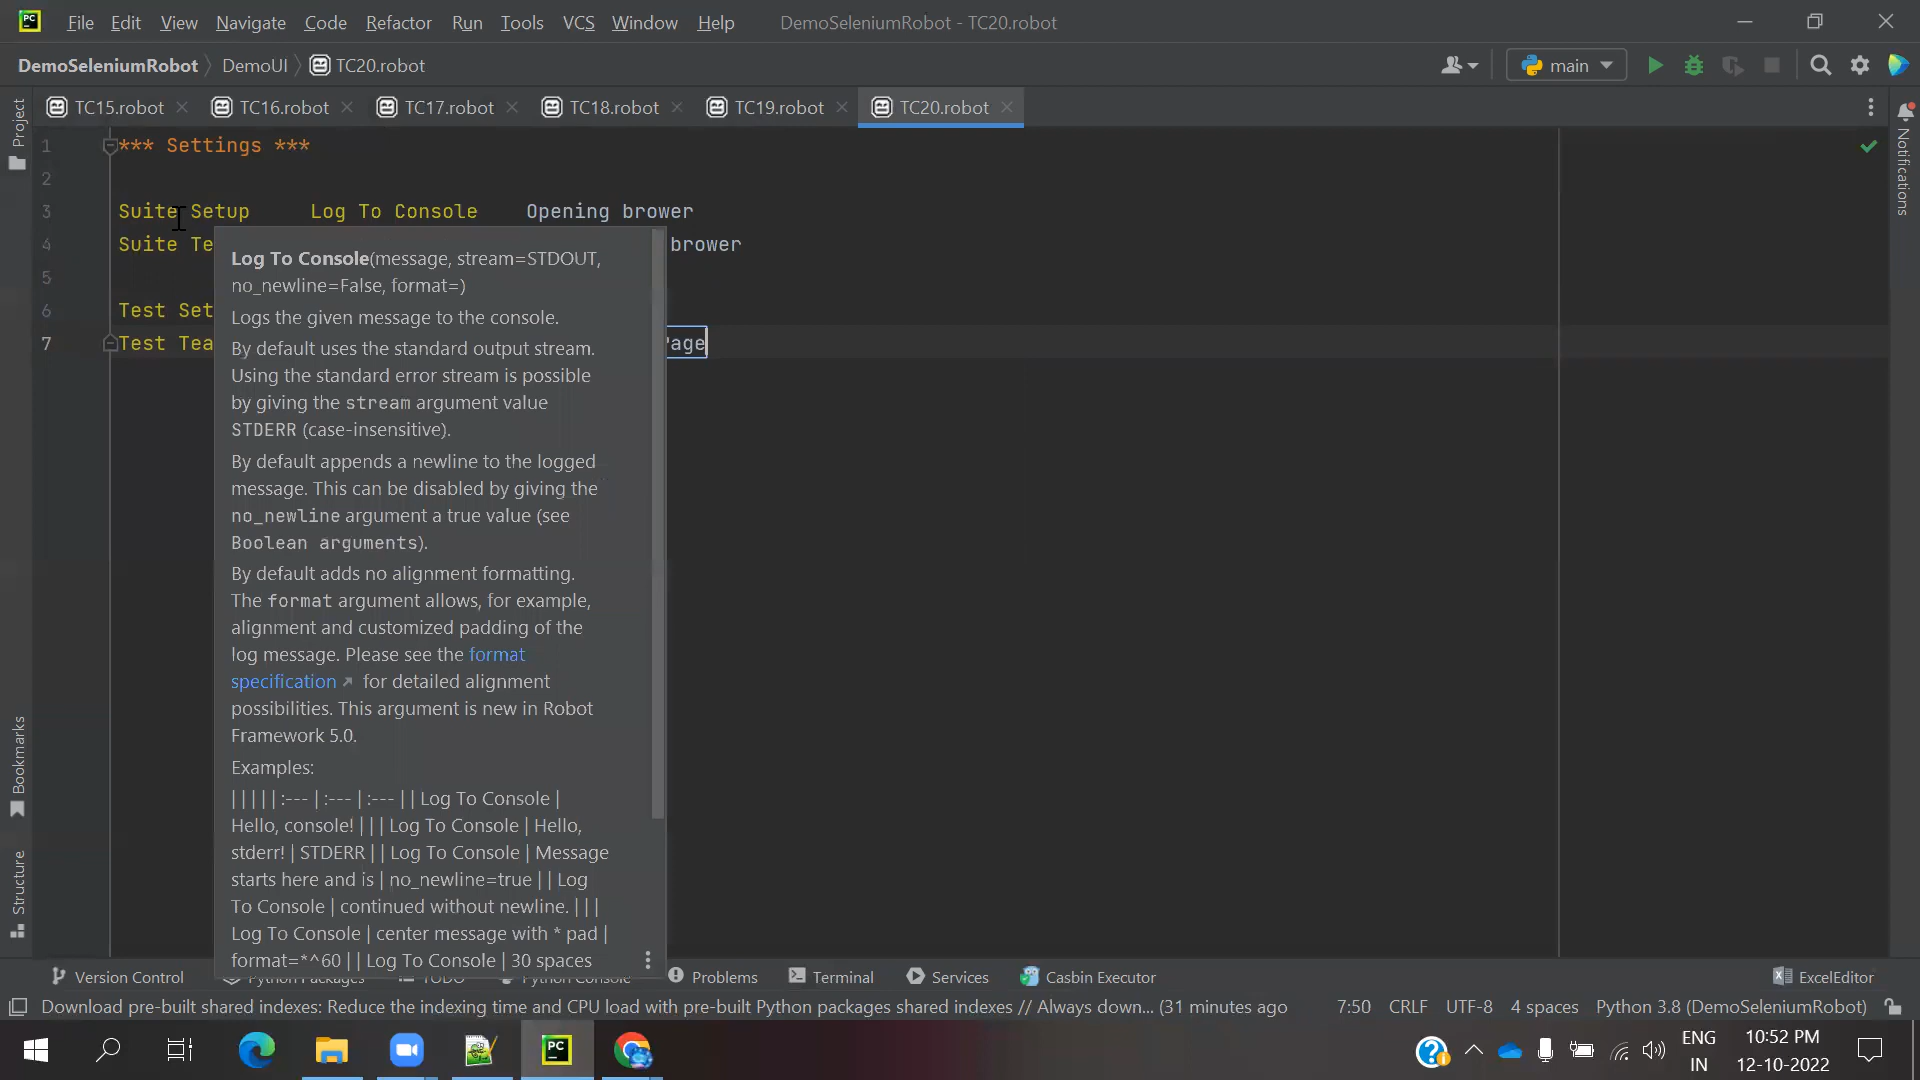 File Edit View Navigate Code Refactor Run Tools VCS Window Help DemoSeleniumRobot - TC20.robot
DemoSeleniumRobot DemoUI TC20.robot main
TC15.robot TC16.robot TC17.robot TC18.robot TC19.robot TC20.robot
Project
Notifications
Bookmarks
Structure
1 *** Settings ***
2
3 Suite Setup Log To Console Opening brower
4 Suite Te brower
5
6 Test Set
7 Test Tea age
Log To Console(message, stream=STDOUT,
no_newline=False, format=)
Logs the given message to the console.
By default uses the standard output stream.
Using the standard error stream is possible
by giving the stream argument value
STDERR (case-insensitive).
By default appends a newline to the logged
message. This can be disabled by giving the
no_newline argument a true value (see
Boolean arguments).
By default adds no alignment formatting.
The format argument allows, for example,
alignment and customized padding of the
log message. Please see the format
specification for detailed alignment
possibilities. This argument is new in Robot
Framework 5.0.
Examples:
| | | | | :--- | :--- | :--- | | Log To Console |
Hello, console! | | | Log To Console | Hello,
stderr! | STDERR | | Log To Console | Message
starts here and is | no_newline=true | | Log
To Console | continued without newline. | | |
Log To Console | center message with * pad |
format=*^60 | | Log To Console | 30 spaces
Version Control Python Packages TODO Python Console Problems Terminal Services Casbin Executor ExcelEditor
Download pre-built shared indexes: Reduce the indexing time and CPU load with pre-built Python packages shared indexes // Always down... (31 minutes ago 7:50 CRLF UTF-8 4 spaces Python 3.8 (DemoSeleniumRobot)
ENG
IN
10:52 PM
12-10-2022